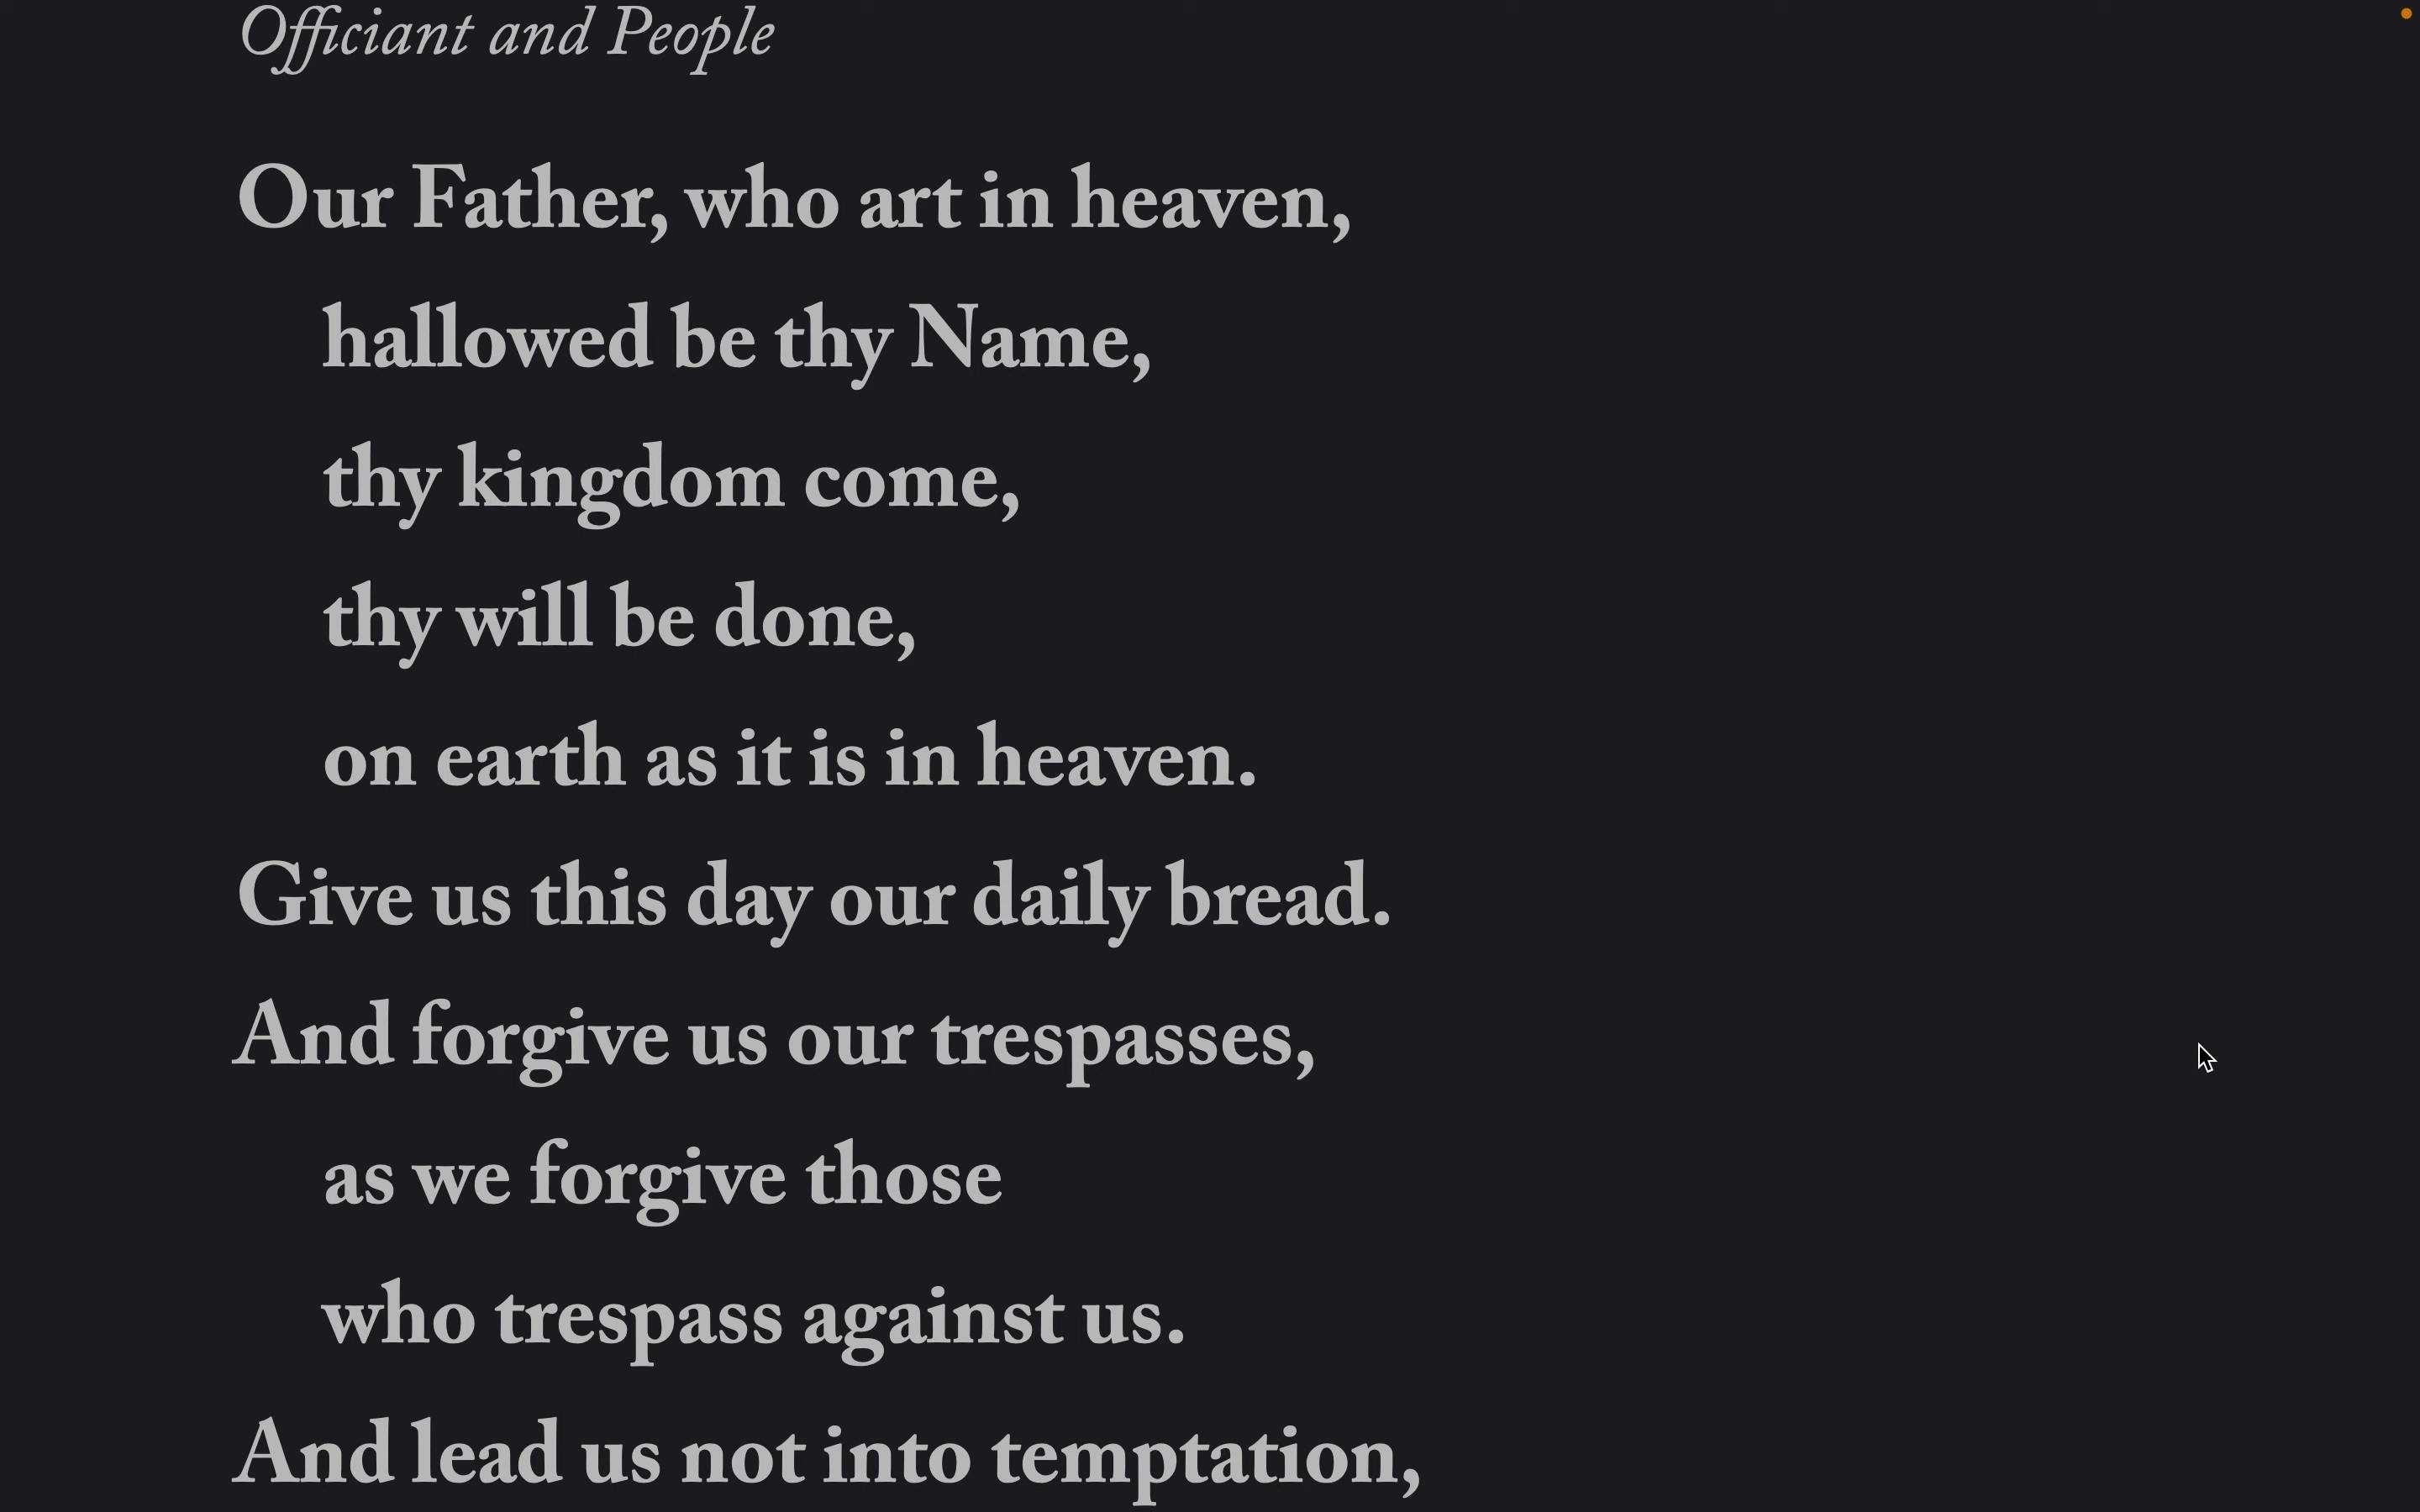 Officiant and People
Our Father, who art in heaven,
hallowed be thy Name,
thy kingdom come,
thy will be done,
on earth as it is in heaven.
Give us this day our daily bread.
And forgive us our trespasses,
as we forgive those
who trespass against us.
And lead us not into temptation,